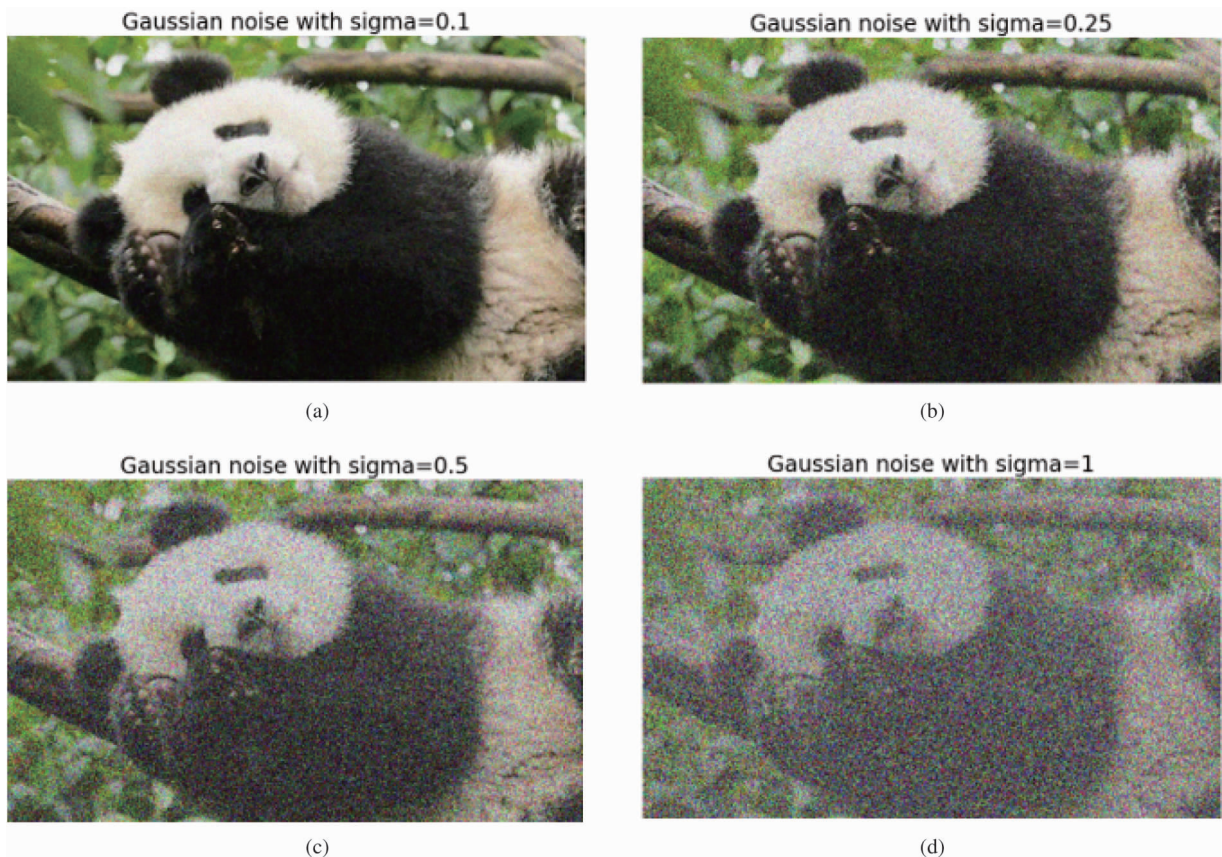 Gaussian noise with sigma=0.1
Gaussian noise with sigma=0.25
(a)
(b)
Gaussian noise with sigma=0.5
Gaussian noise with sigma=1
(c)
(d)